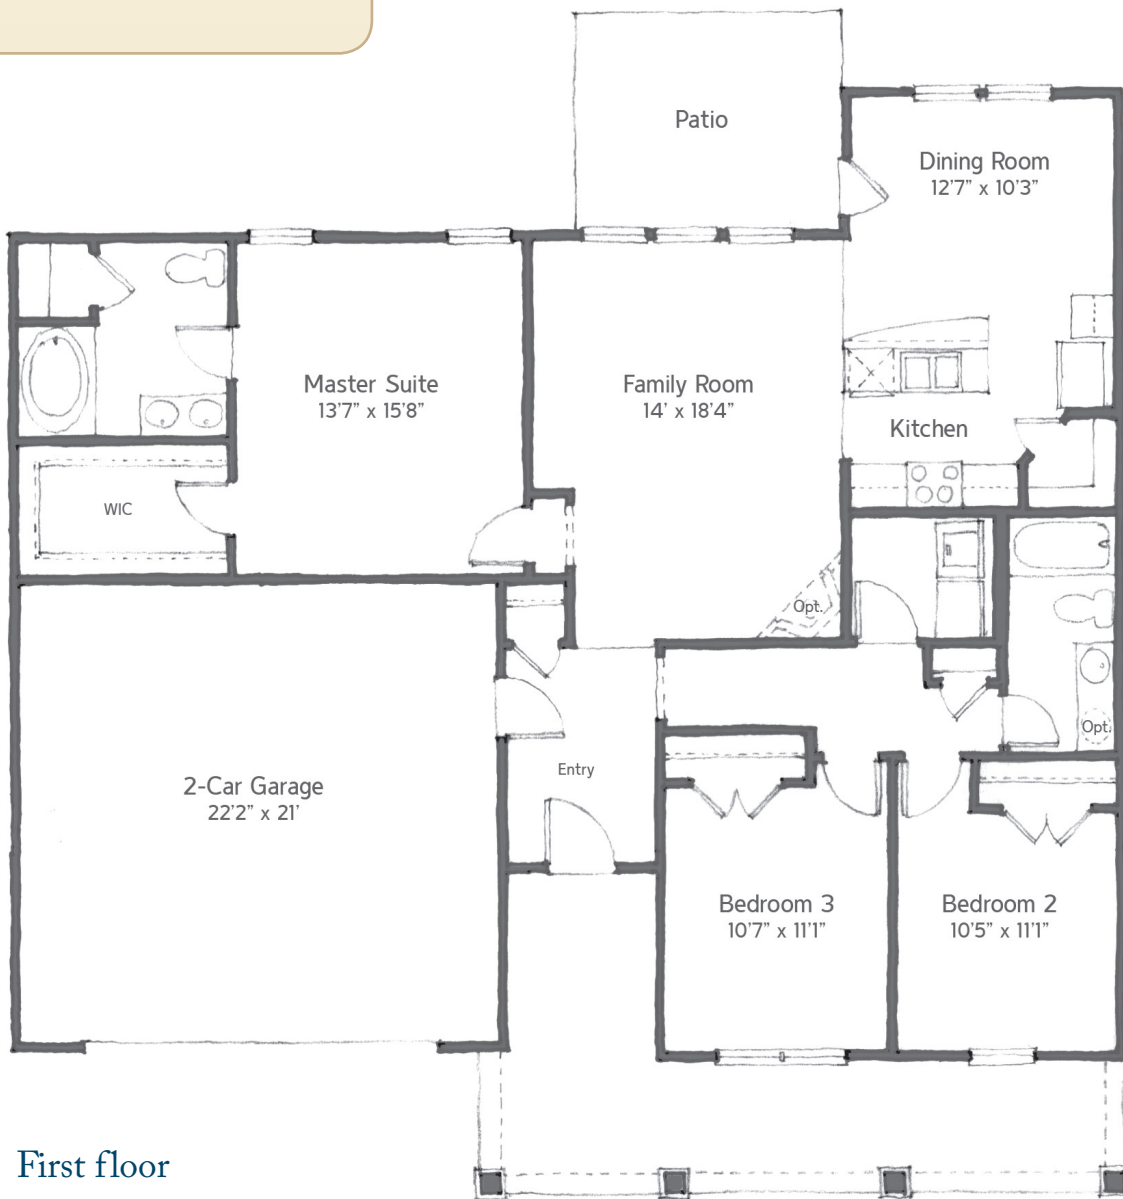 Patio
Dining Room
12'7" x 10'3"
Master Suite
13'7" x 15'8"
Family Room
14' x 18'4"
Kitchen
WIC
Opt.
Opt.
Entry
2-Car Garage
22'2" x 21'
Bedroom 3
10'7" x 11'1"
Bedroom 2
10'5" x 11'1"
First floor